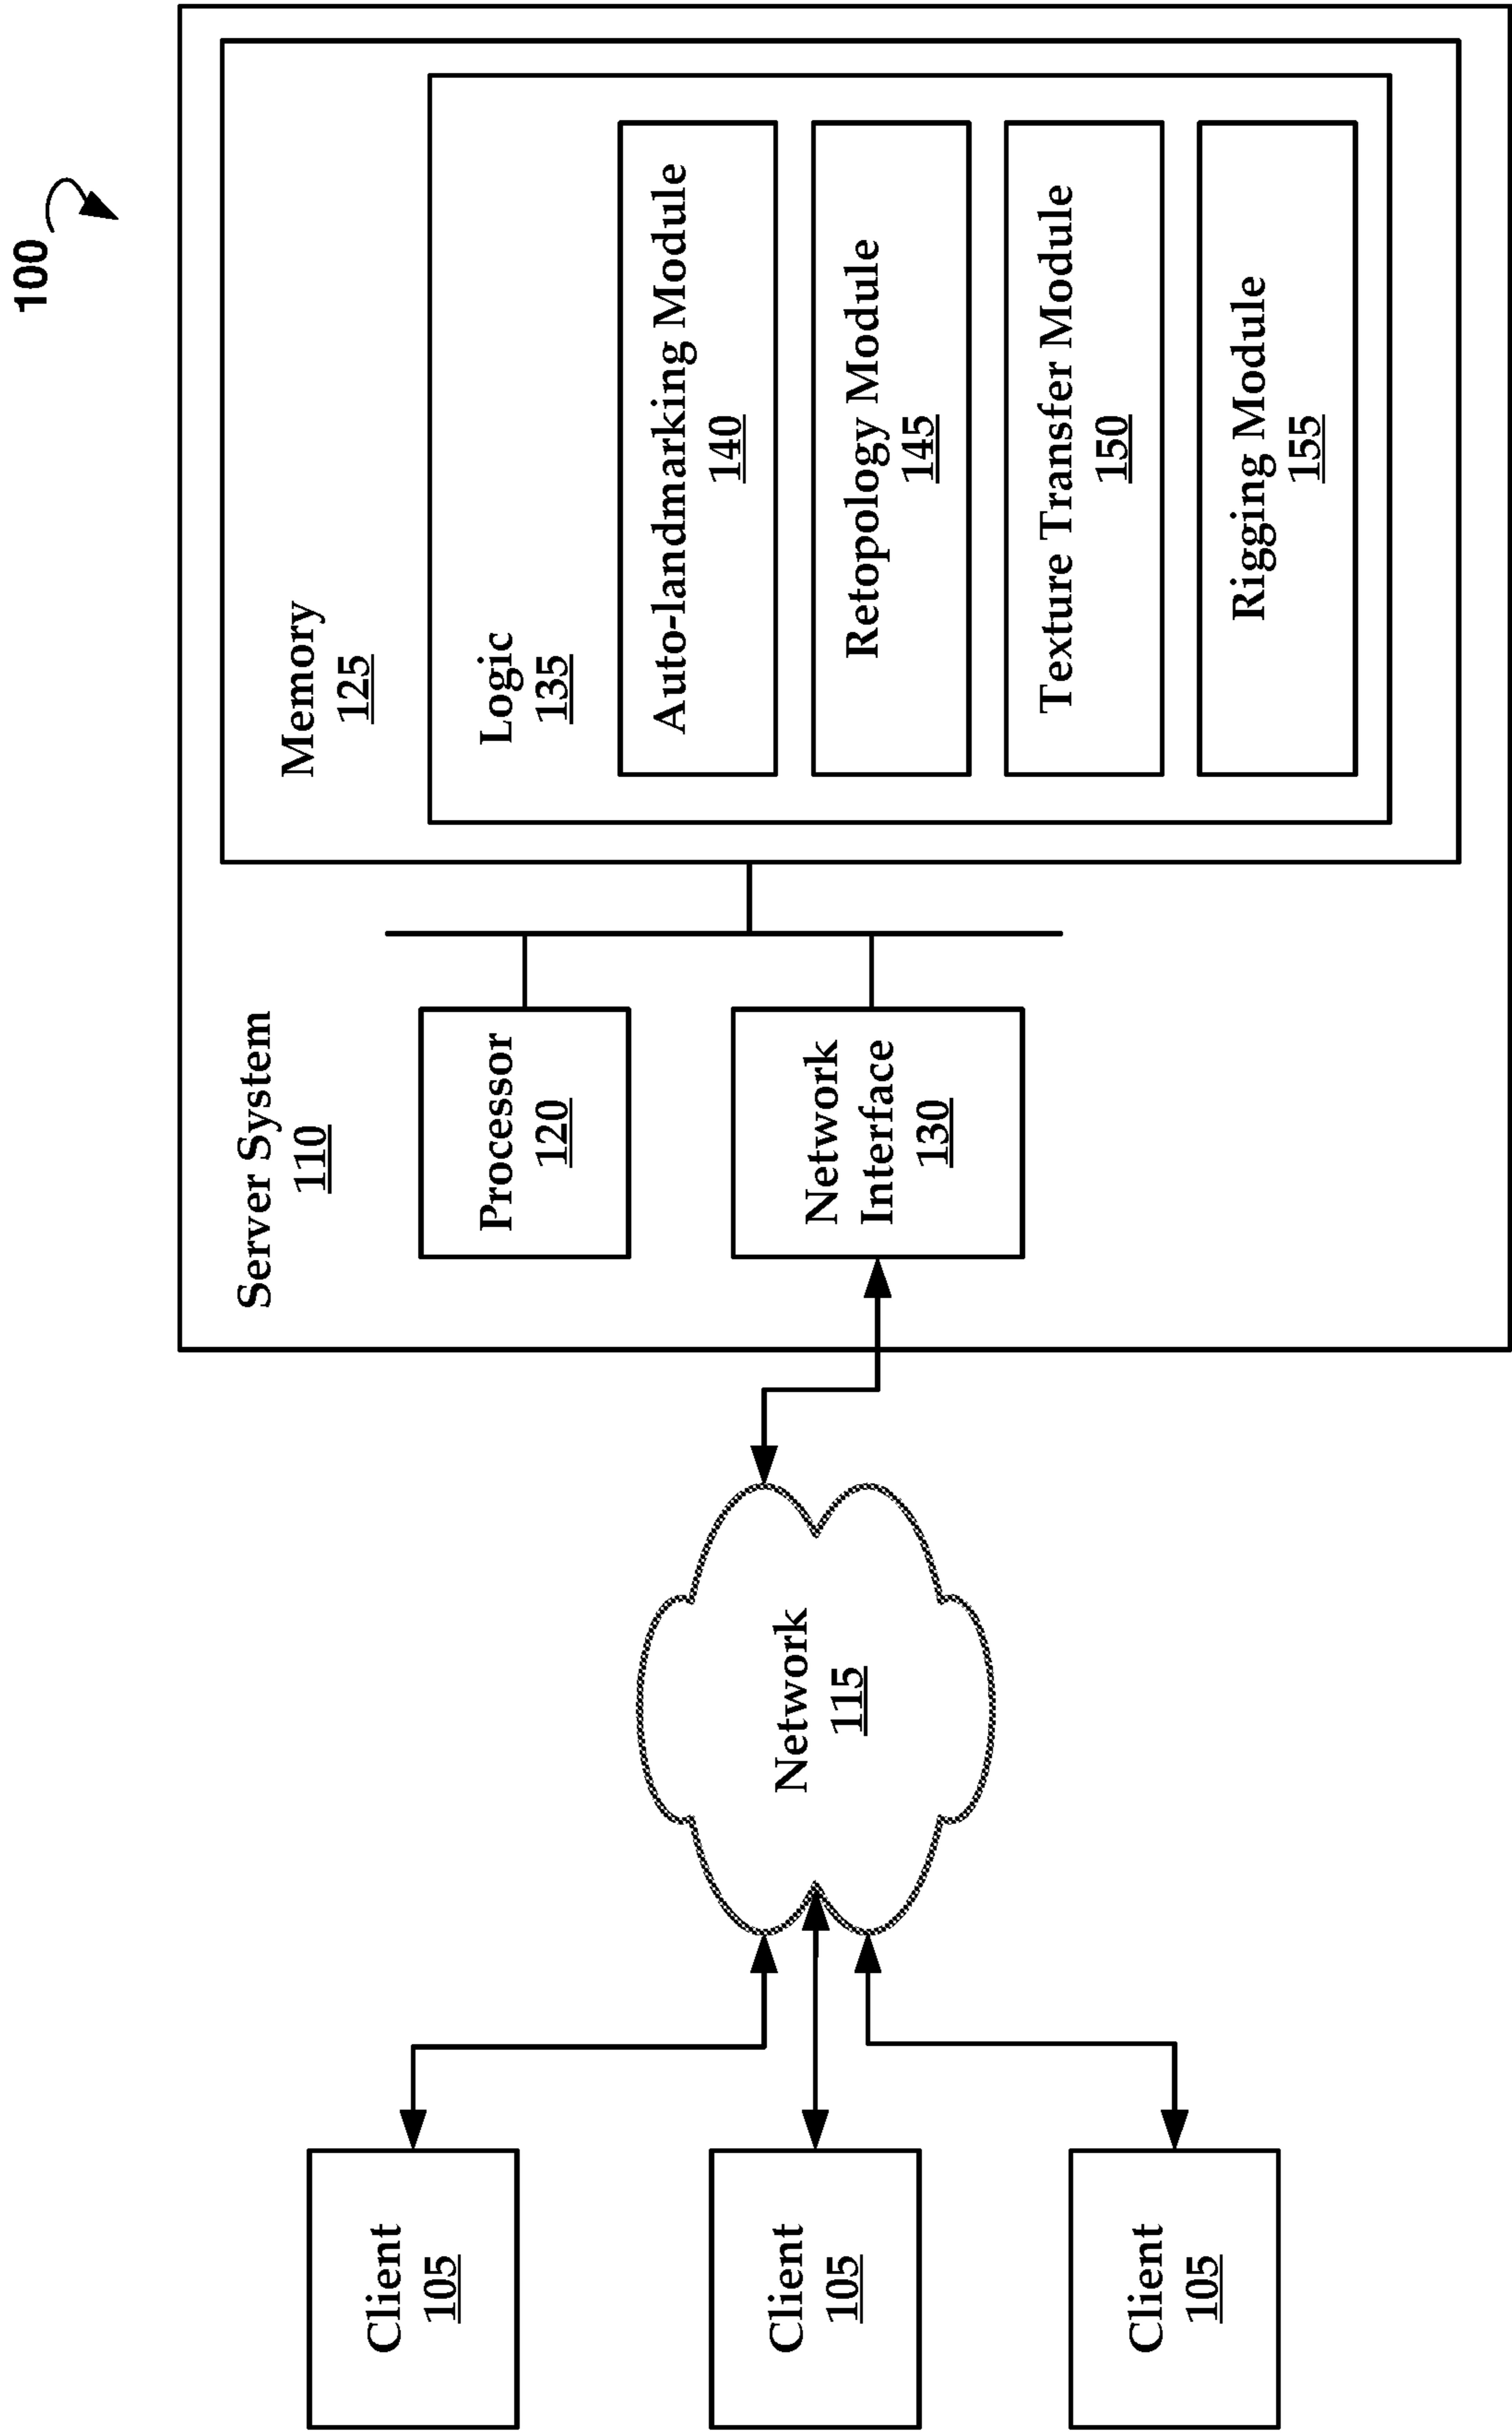 100
Server System
110
Memory
125
Logic
135
Auto-landmarking Module
140
Retopology Module
145
Texture Transfer Module
150
Rigging Module
155
Processor
120
Network
Interface
130
Network
115
Client
105
Client
105
Client
105